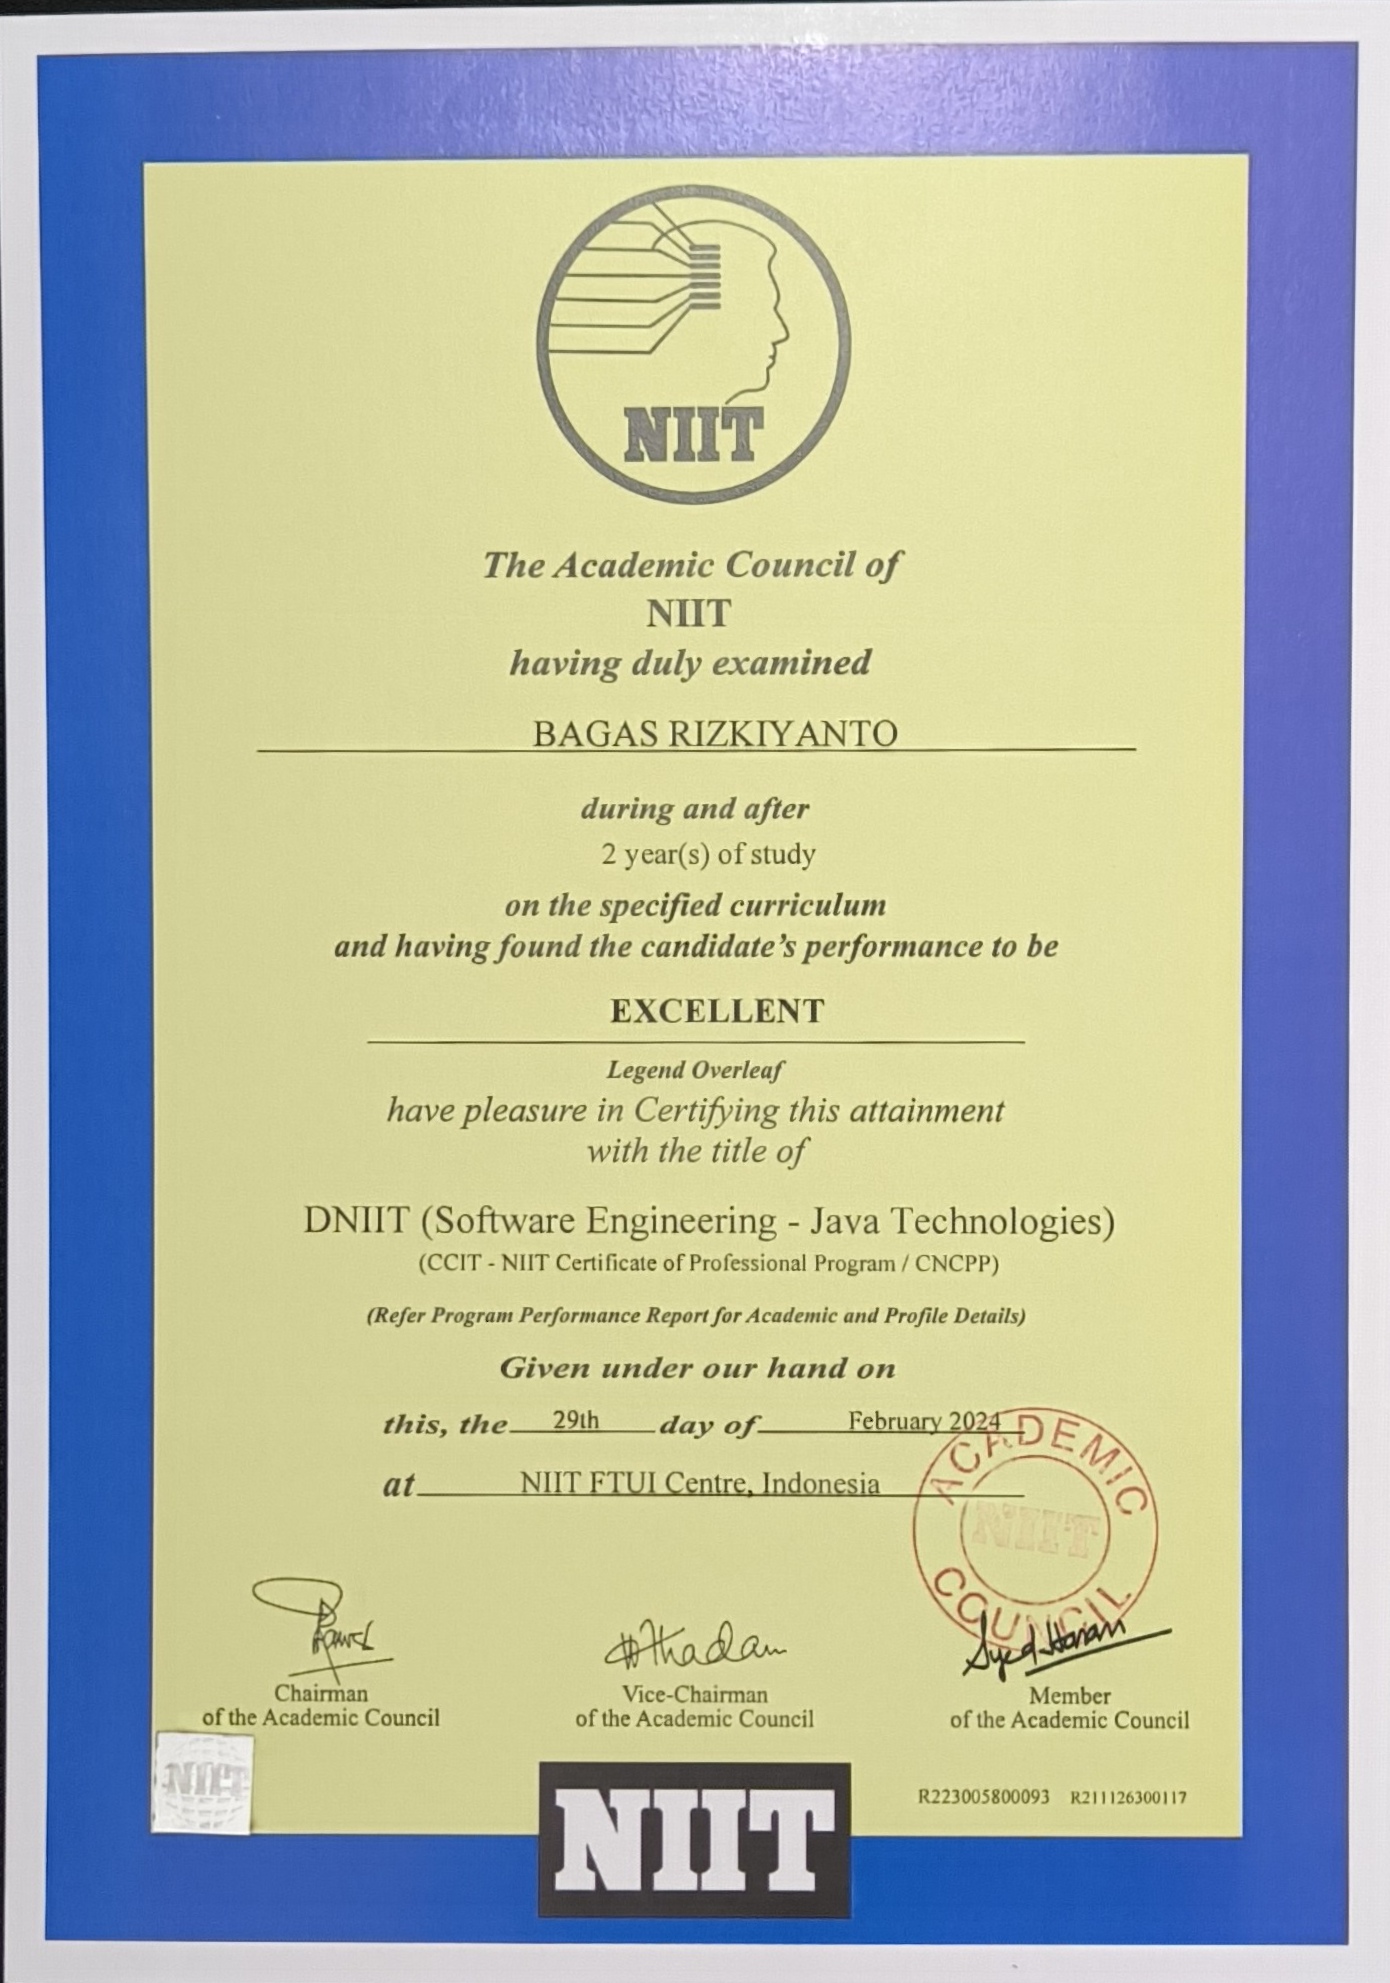 NIIT
The Academic Council of
NIIT
having duly examined
BAGAS RIZKIYANTO
during and after
2 year(s) of study
on the specified curriculum
and having found the candidate's performance to be
EXCELLENT
Legend Overleaf
have pleasure in Certifying this attainment
with the title of
DNIIT (Software Engineering - Java Technologies)
(CCIT - NIIT Certificate of Professional Program / CNCPP)
(Refer Program Performance Report for Academic and Profile Details)
Given under our hand on
this, the 29th day of February 2024
at NIIT FTUI Centre, Indonesia
ACADEMIC
NIIT
COUNCIL
Chairman
of the Academic Council
Vice-Chairman
of the Academic Council
Member
of the Academic Council
NIIT
NIIT
R223005800093 R211126300117